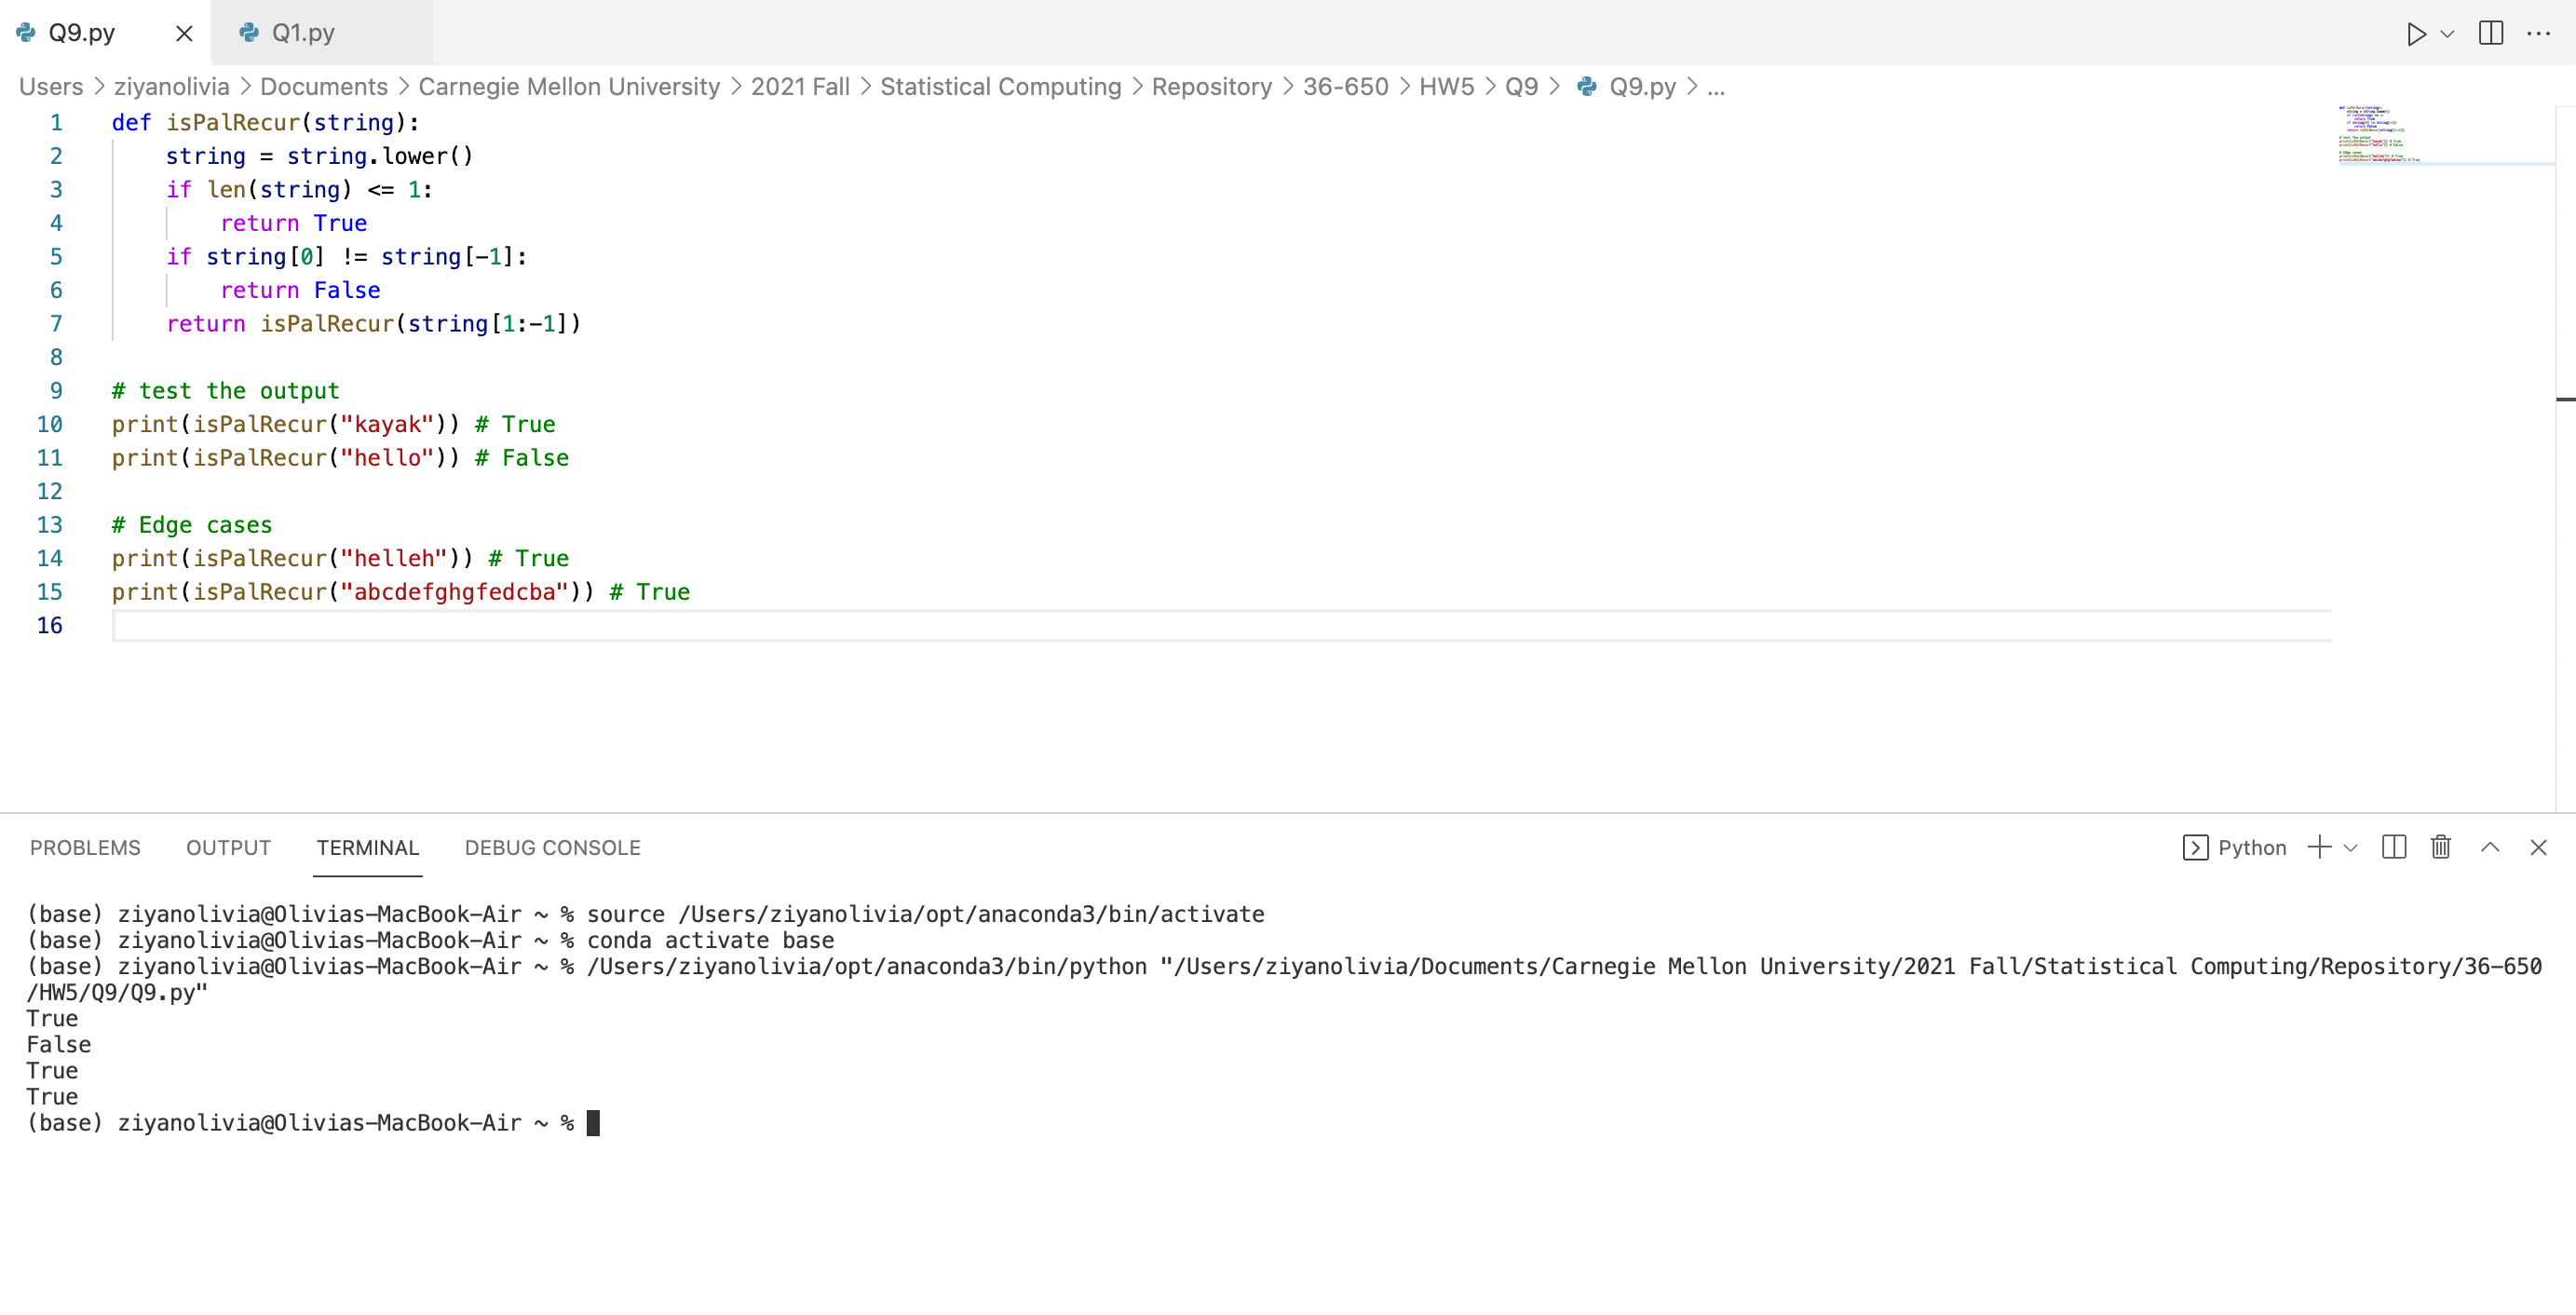 Q9.py
Q1.py
Users > ziyanolivia > Documents > Carnegie Mellon University > 2021 Fall > Statistical Computing > Repository > 36-650 > HW5 > Q9 > Q9.py > ...
1 def isPalRecur(string):
2     string = string.lower()
3     if len(string) <= 1:
4         return True
5     if string[0] != string[-1]:
6         return False
7     return isPalRecur(string[1:-1])
8
9 # test the output
10 print(isPalRecur("kayak")) # True
11 print(isPalRecur("hello")) # False
12
13 # Edge cases
14 print(isPalRecur("helleh")) # True
15 print(isPalRecur("abcdefghgfedcba")) # True
16
PROBLEMS OUTPUT TERMINAL DEBUG CONSOLE Python
(base) ziyanolivia@Olivias-MacBook-Air ~ % source /Users/ziyanolivia/opt/anaconda3/bin/activate
(base) ziyanolivia@Olivias-MacBook-Air ~ % conda activate base
(base) ziyanolivia@Olivias-MacBook-Air ~ % /Users/ziyanolivia/opt/anaconda3/bin/python "/Users/ziyanolivia/Documents/Carnegie Mellon University/2021 Fall/Statistical Computing/Repository/36-650
/HW5/Q9/Q9.py"
True
False
True
True
(base) ziyanolivia@Olivias-MacBook-Air ~ %